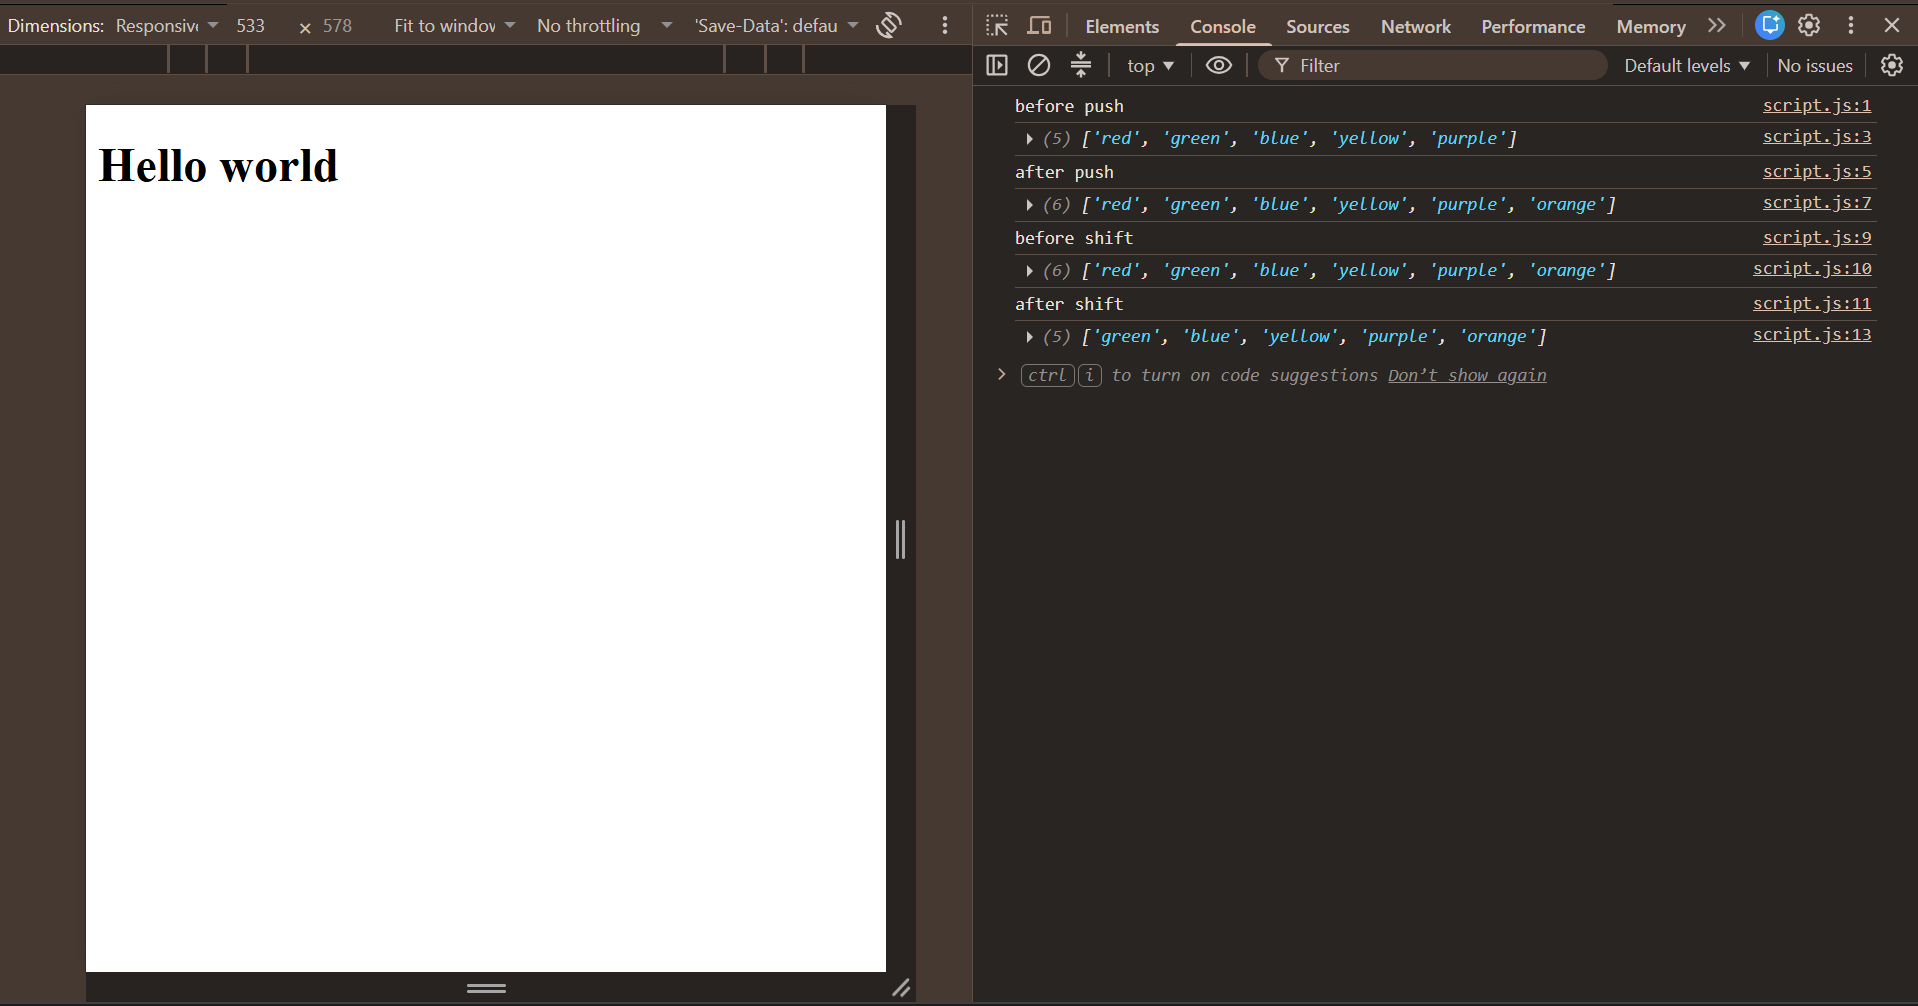 Dimensions: Responsive 533 × 578 Fit to window No throttling 'Save-Data': defau
Elements Console Sources Network Performance Memory
top Filter Default levels No issues
Hello world
before push script.js:1
(5) ['red', 'green', 'blue', 'yellow', 'purple'] script.js:3
after push script.js:5
(6) ['red', 'green', 'blue', 'yellow', 'purple', 'orange'] script.js:7
before shift script.js:9
(6) ['red', 'green', 'blue', 'yellow', 'purple', 'orange'] script.js:10
after shift script.js:11
(5) ['green', 'blue', 'yellow', 'purple', 'orange'] script.js:13
ctrl i to turn on code suggestions Don’t show again